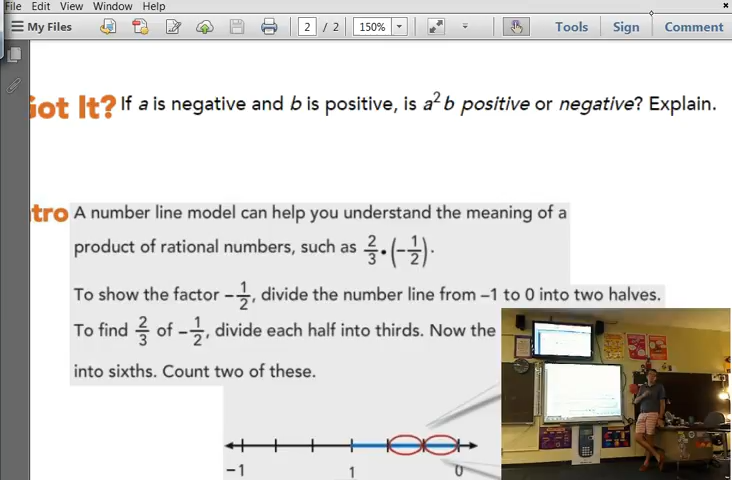 File Edit View Window Help
My Files 2 / 2 150% Tools Sign Comment
Got It? If a is negative and b is positive, is a²b positive or negative? Explain.
tro A number line model can help you understand the meaning of a
product of rational numbers, such as 2/3 • (−1/2).
To show the factor −1/2, divide the number line from −1 to 0 into two halves.
To find 2/3 of −1/2, divide each half into thirds. Now the
into sixths. Count two of these.
−1 1 0